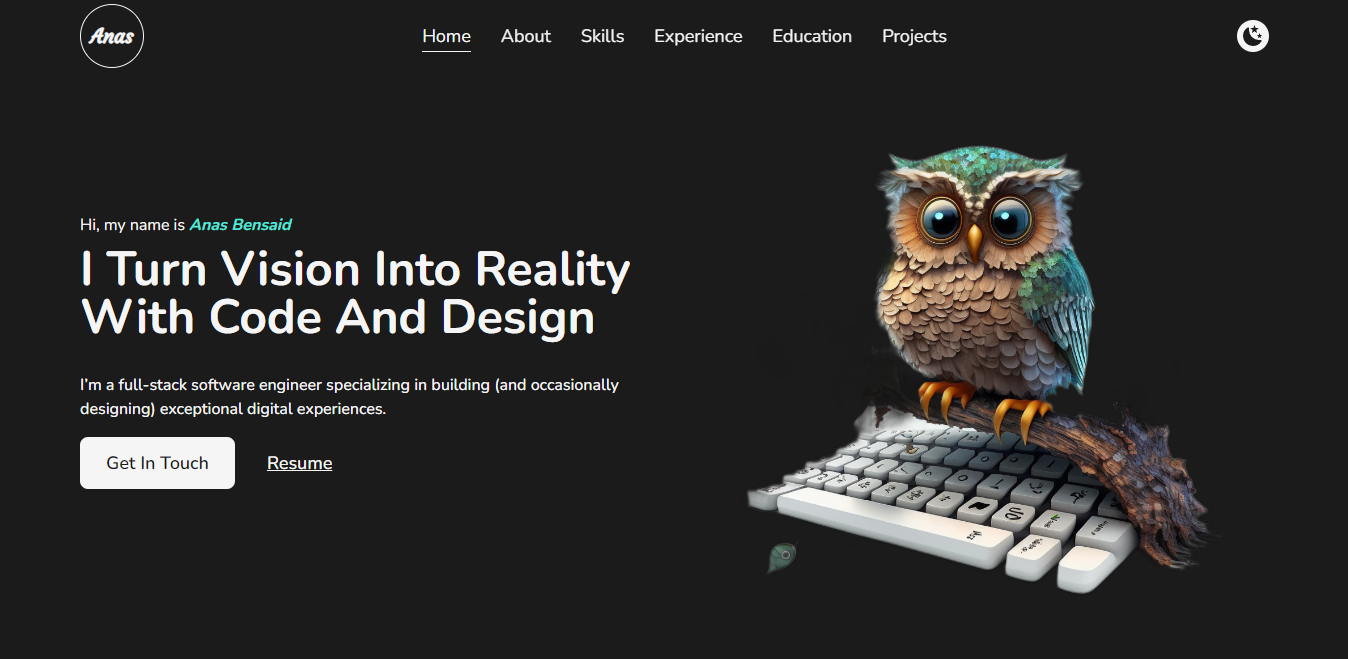 Anas
Home About Skills Experience Education Projects
Hi, my name is Anas Bensaid
I Turn Vision Into Reality
With Code And Design
I'm a full-stack software engineer specializing in building (and occasionally
designing) exceptional digital experiences.
Get In Touch Resume